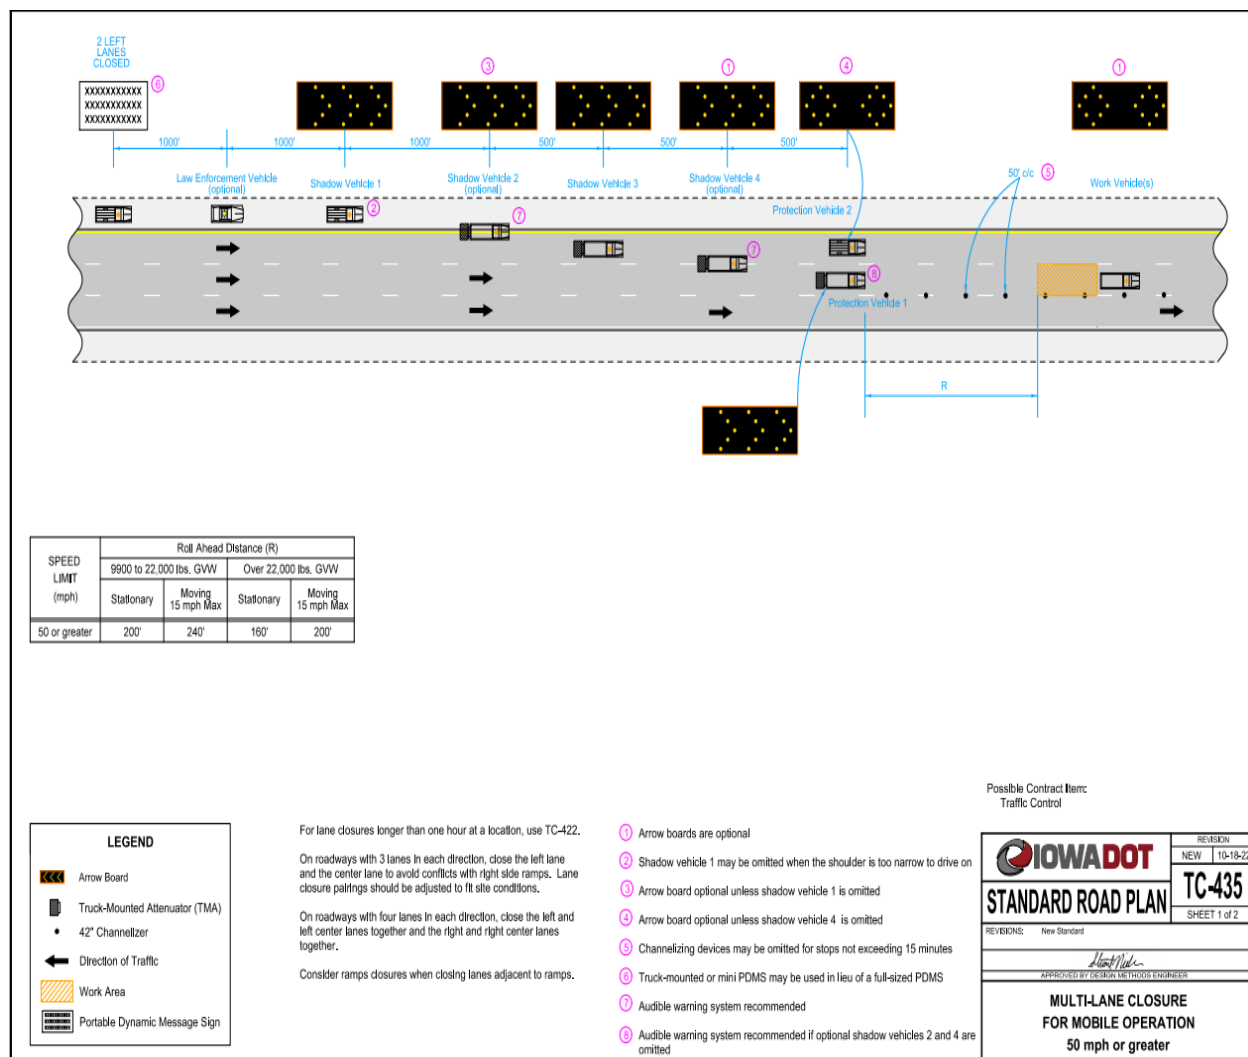 2 LEFT
LANES
CLOSED
6
3
1
4
1
XXXXXXXXXXX
XXXXXXXXXXX
XXXXXXXXXXX
1000'
1000'
1000'
500'
500'
500'
Law Enforcement Vehicle
(optional)
Shadow Vehicle 1
Shadow Vehicle 2
(optional)
Shadow Vehicle 3
Shadow Vehicle 4
(optional)
50' c/c
5
Work Vehicle(s)
2
7
Protection Vehicle 2
7
8
Protection Vehicle 1
R
SPEED
LIMIT
(mph)
Roll Ahead Distance (R)
9900 to 22,000 lbs. GVW
Over 22,000 lbs. GVW
Stationary
Moving
15 mph Max
Stationary
Moving
15 mph Max
50 or greater
200'
240'
160'
200'
LEGEND
Arrow Board
Truck-Mounted Attenuator (TMA)
42" Channelizer
Direction of Traffic
Work Area
Portable Dynamic Message Sign
For lane closures longer than one hour at a location, use TC-422.
On roadways with 3 lanes in each direction, close the left lane
and the center lane to avoid conflicts with right side ramps. Lane
closure pairings should be adjusted to fit site conditions.
On roadways with four lanes in each direction, close the left and
left center lanes together and the right and right center lanes
together.
Consider ramps closures when closing lanes adjacent to ramps.
1 Arrow boards are optional
2 Shadow vehicle 1 may be omitted when the shoulder is too narrow to drive on
3 Arrow board optional unless shadow vehicle 1 is omitted
4 Arrow board optional unless shadow vehicle 4 is omitted
5 Channelizing devices may be omitted for stops not exceeding 15 minutes
6 Truck-mounted or mini PDMS may be used in lieu of a full-sized PDMS
7 Audible warning system recommended
8 Audible warning system recommended if optional shadow vehicles 2 and 4 are
omitted
Possible Contract Item:
Traffic Control
IOWADOT
STANDARD ROAD PLAN
REVISION
NEW 10-18-22
TC-435
SHEET 1 of 2
REVISIONS: New Standard
APPROVED BY DESIGN METHODS ENGINEER
MULTI-LANE CLOSURE
FOR MOBILE OPERATION
50 mph or greater